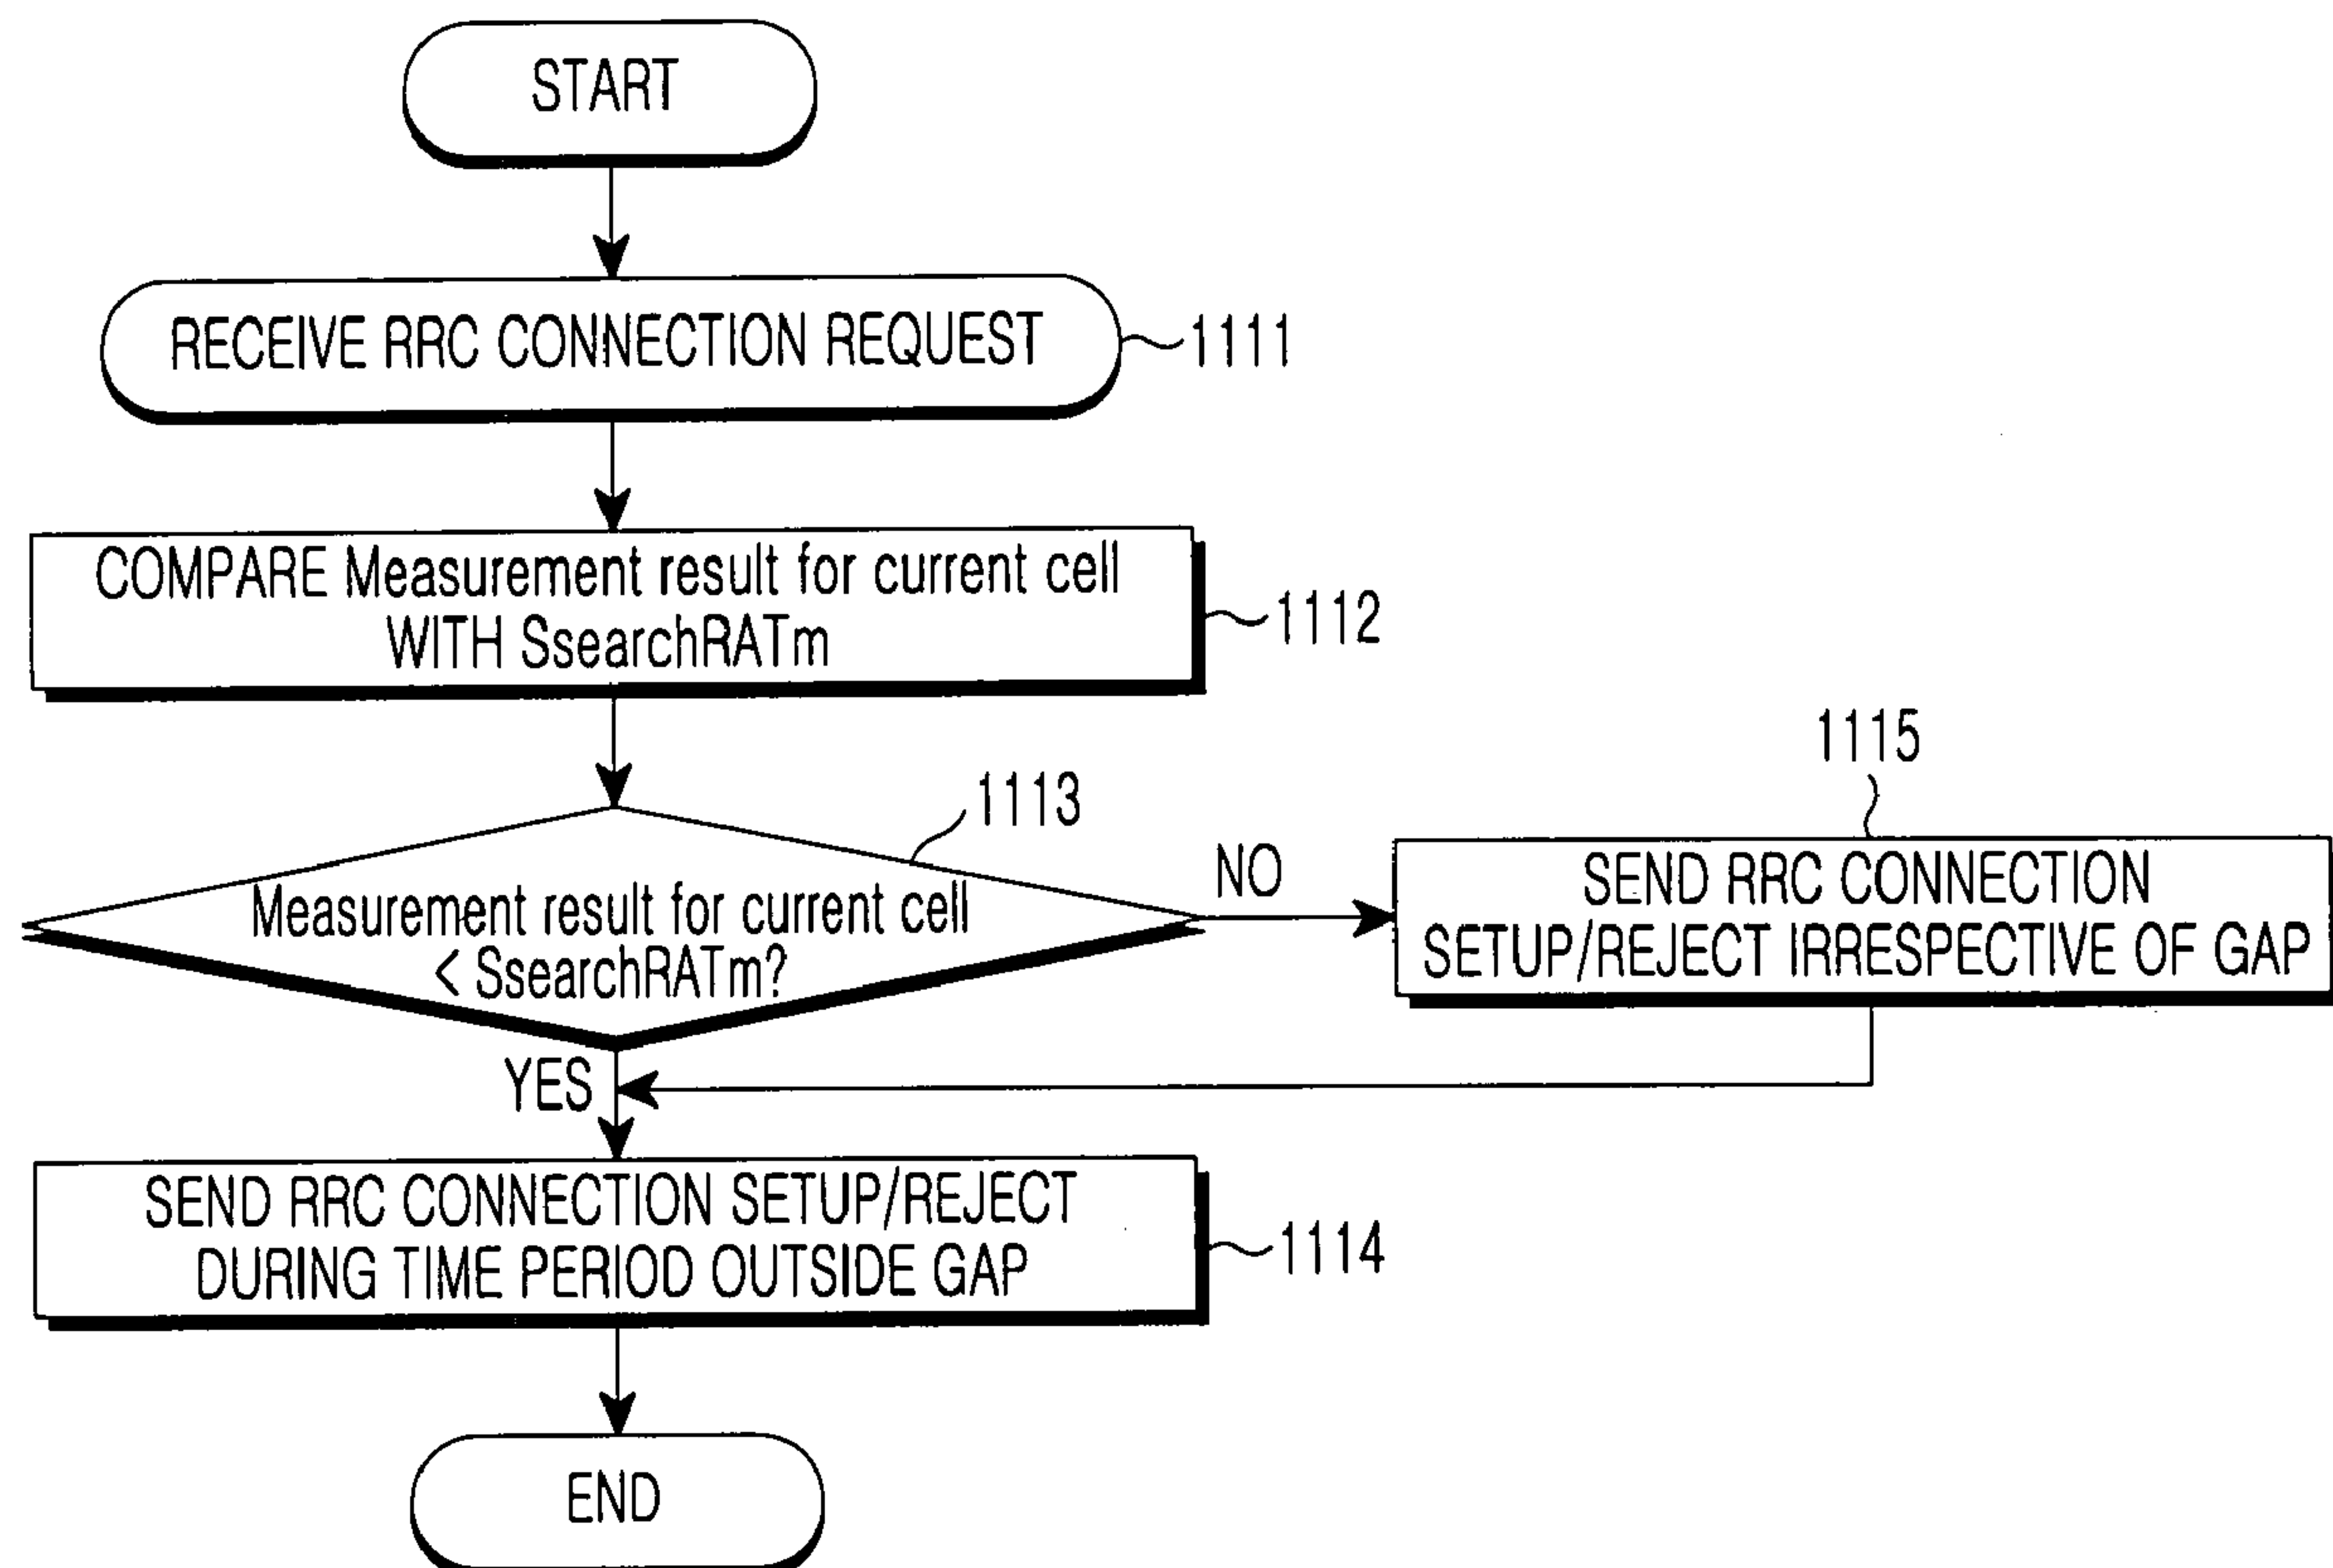 START
RECEIVE RRC CONNECTION REQUEST
1111
COMPARE Measurement result for current cell
WITH SsearchRATm
1112
1113
Measurement result for current cell
< SsearchRATm?
NO
1115
SEND RRC CONNECTION
SETUP/REJECT IRRESPECTIVE OF GAP
YES
SEND RRC CONNECTION SETUP/REJECT
DURING TIME PERIOD OUTSIDE GAP
1114
END